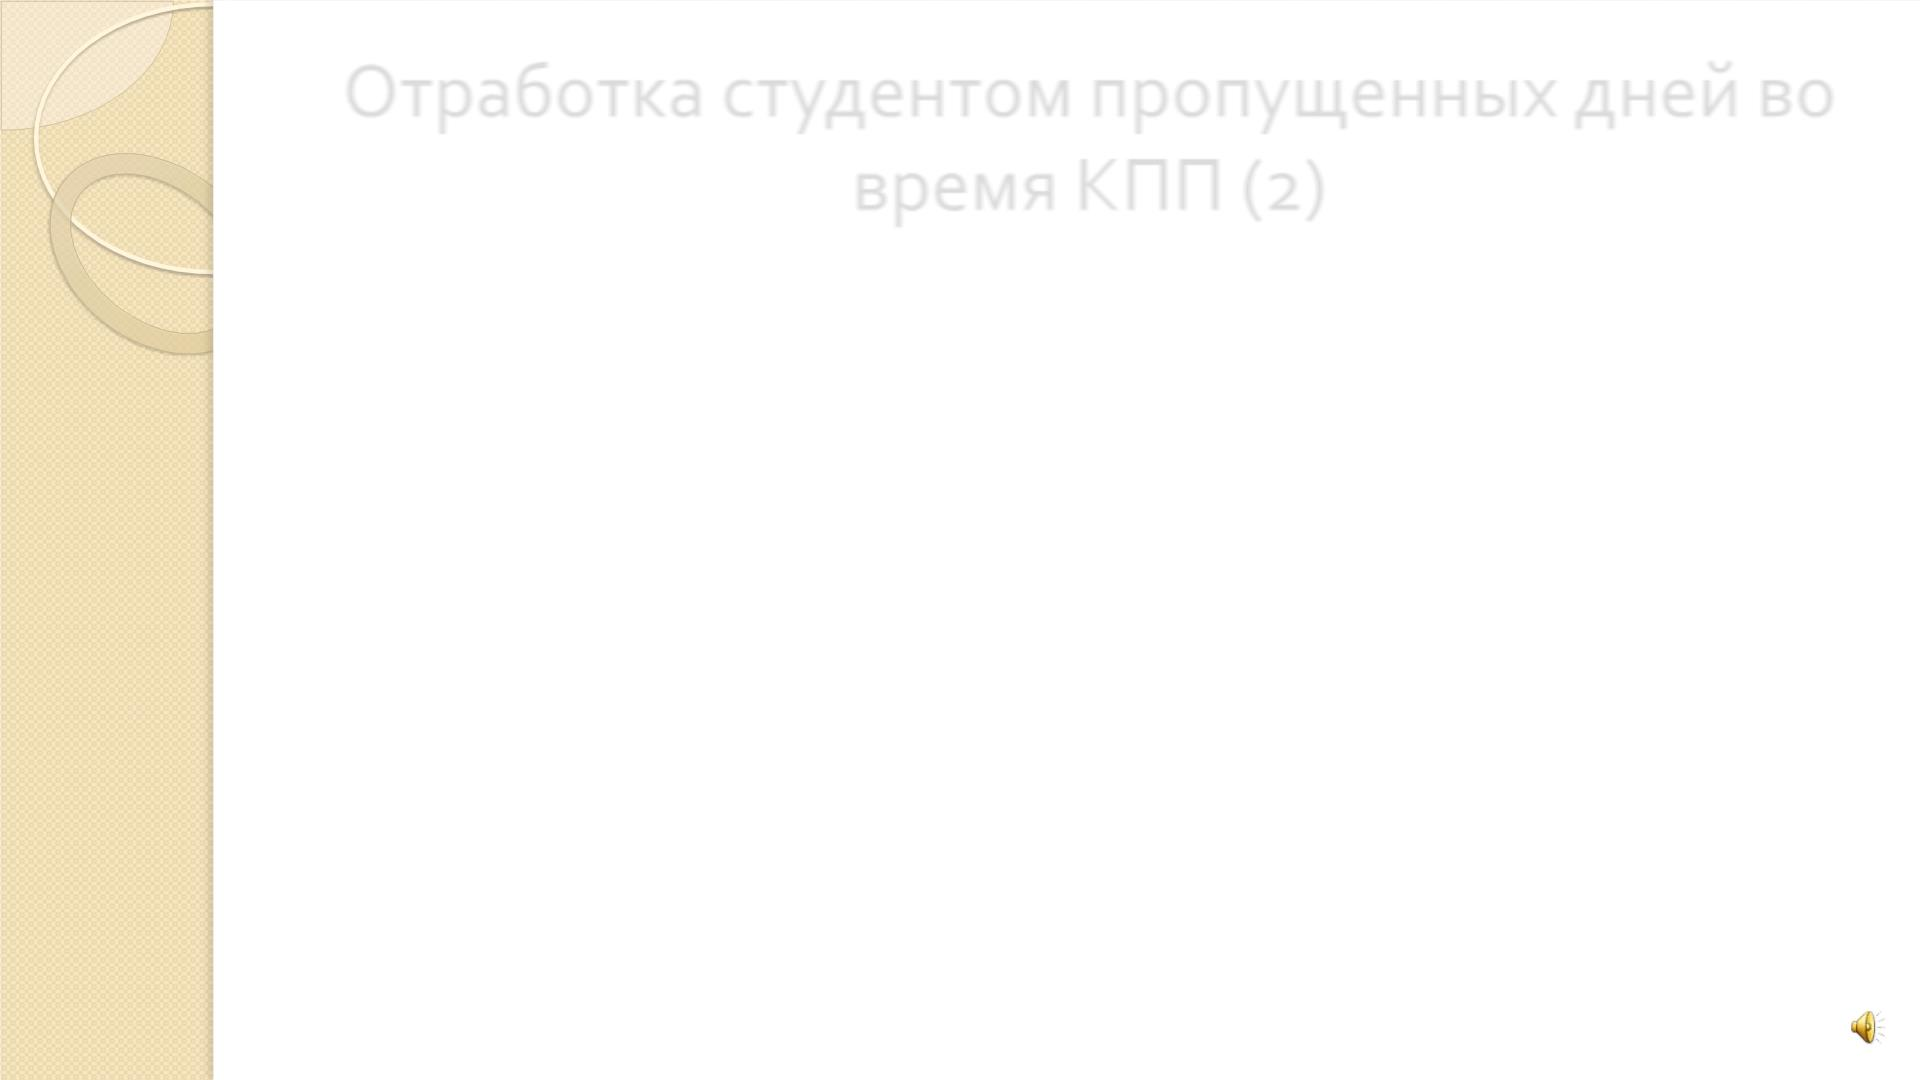 Отработка студентом пропущенных дней во
время КПП (2)